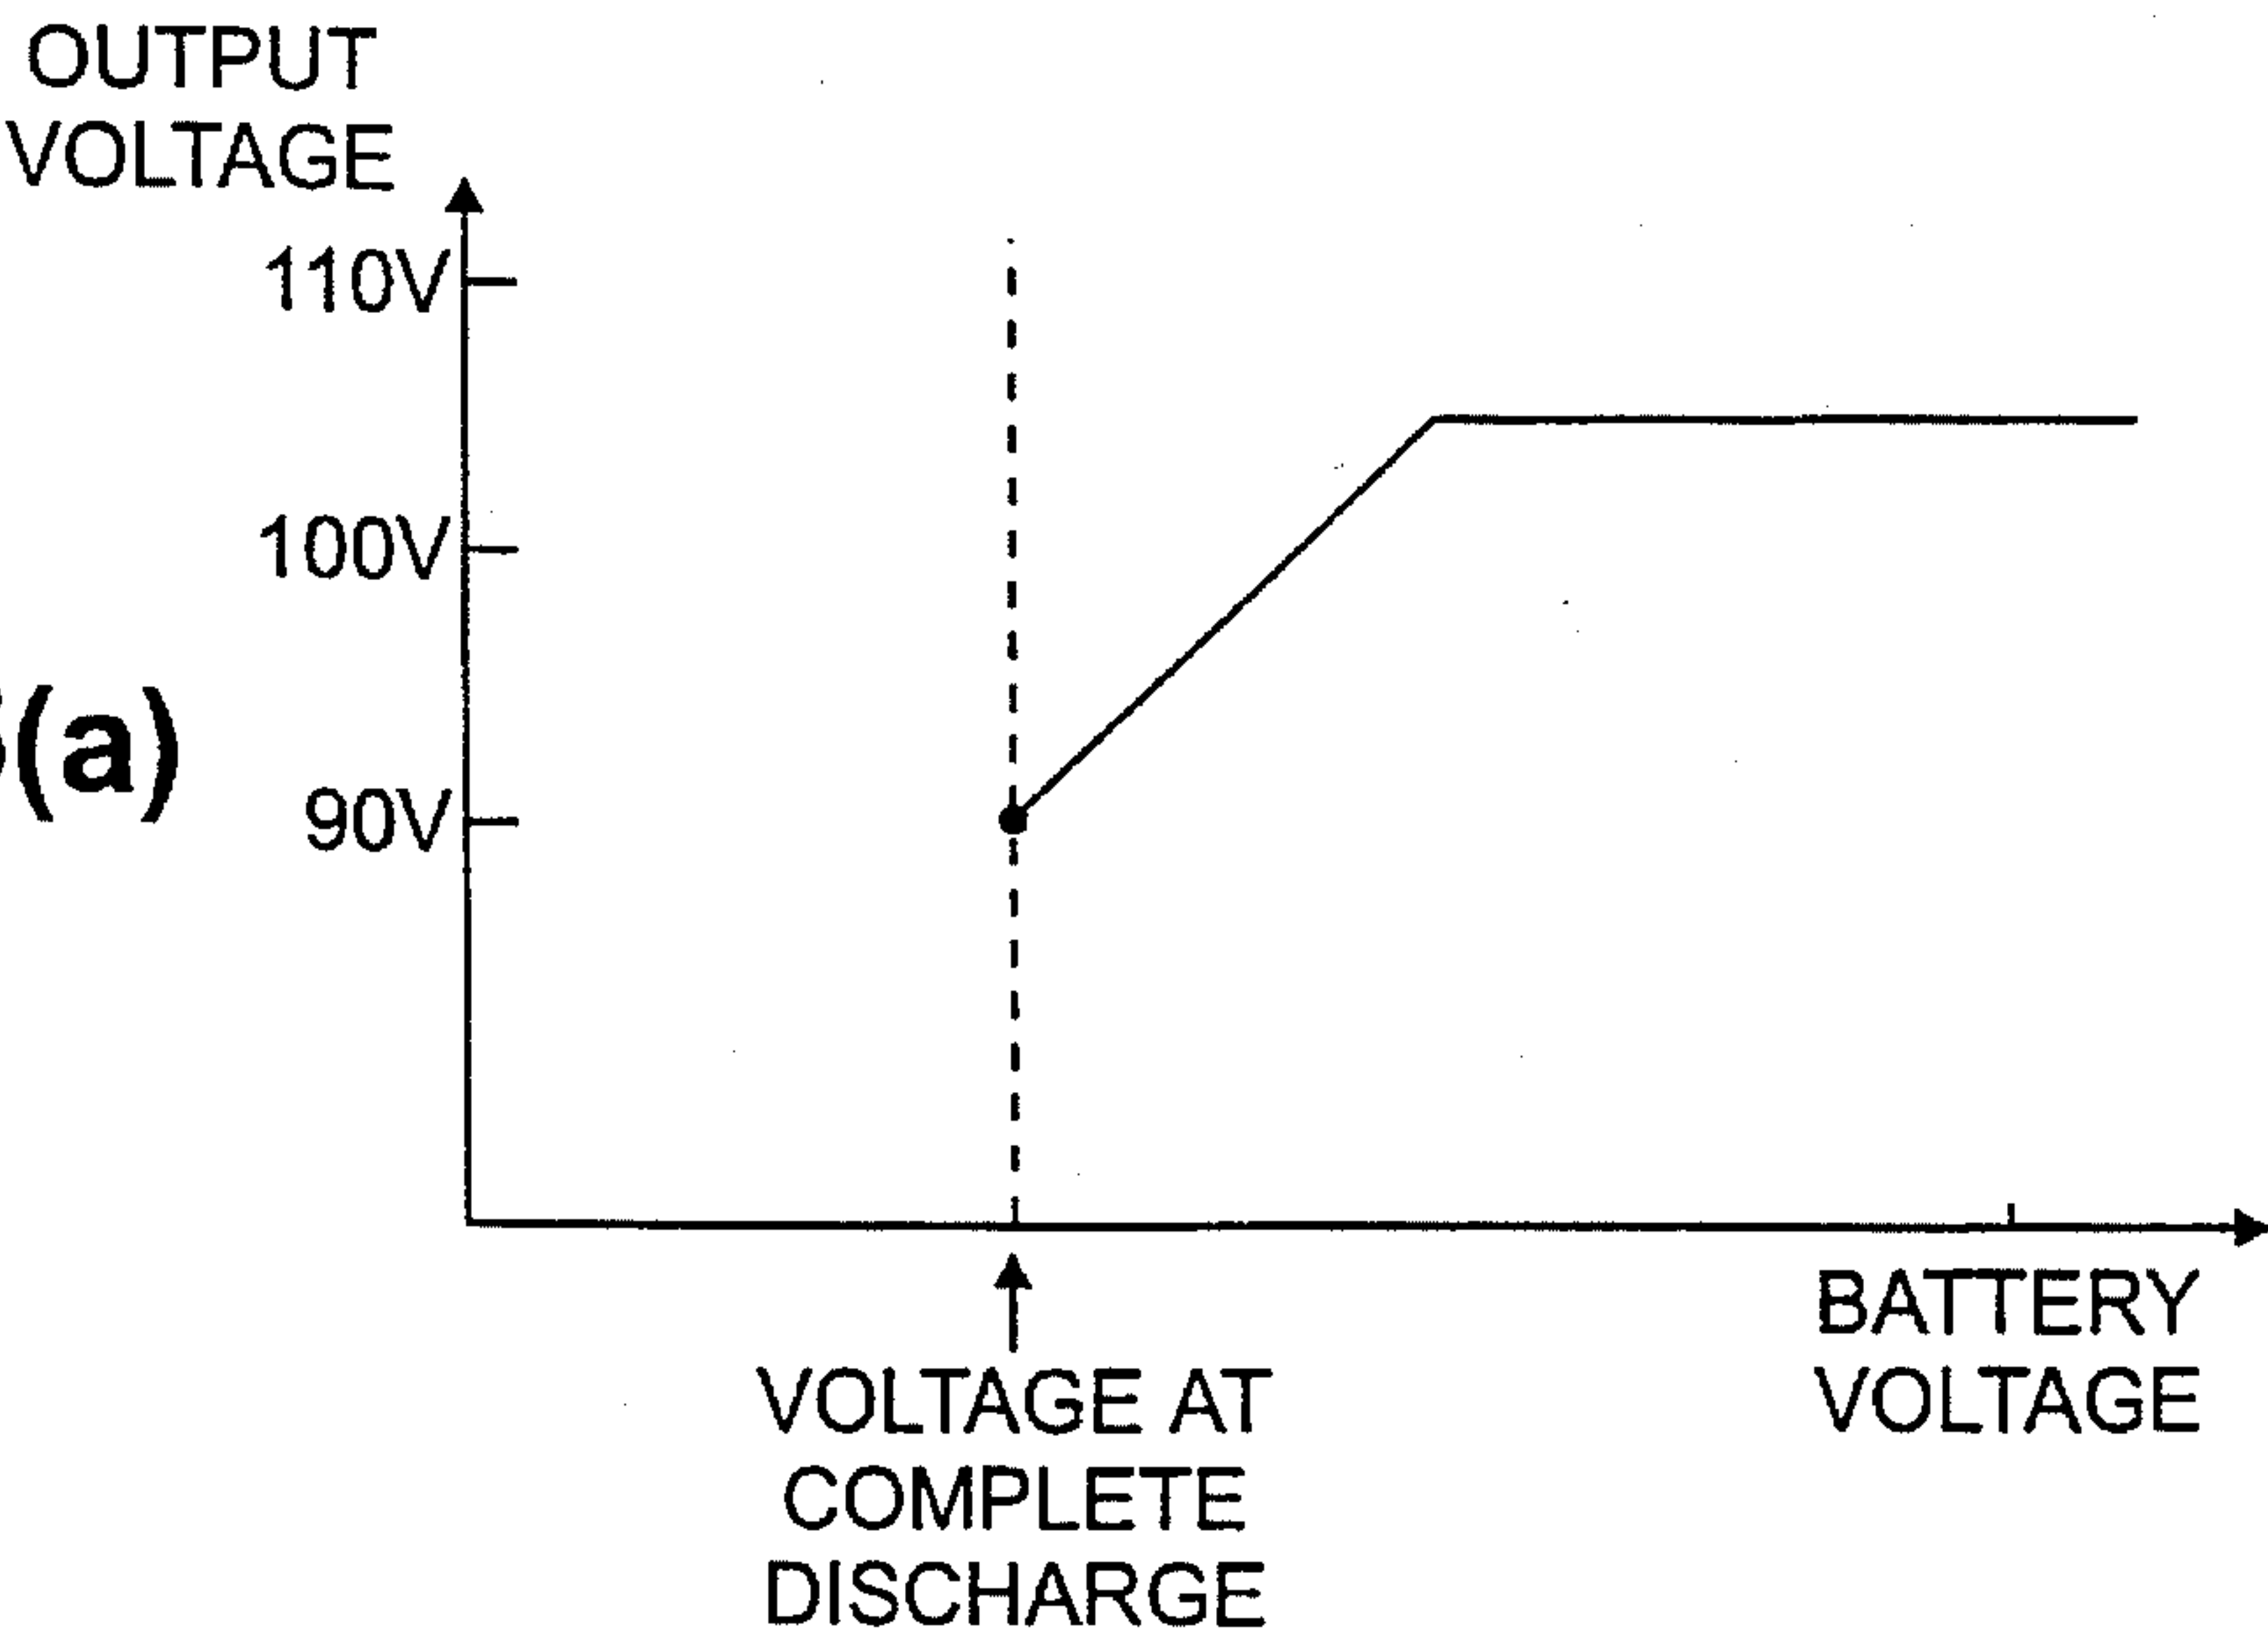 OUTPUT
VOLTAGE
110V
100V
(a)
90V
BATTERY
VOLTAGE
VOLTAGE AT
COMPLETE
DISCHARGE